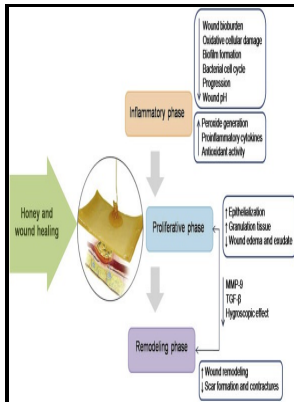 Wound bioburden
Oxidative cellular damage
Biofilm formation
Bacterial cell cycle
Progression
↓ Wound pH
Inflammatory phase
↑ Peroxide generation
Proinflammatory cytokines
Antioxidant activity
Honey and
wound healing
Proliferative phase
↑ Epithelialization
↑ Granulation tissue
↓ Wound edema and exudate
MMP-9
TGF-β
↓ Hygroscopic effect
Remodeling phase
↑ Wound remodeling
↓ Scar formation and contractures